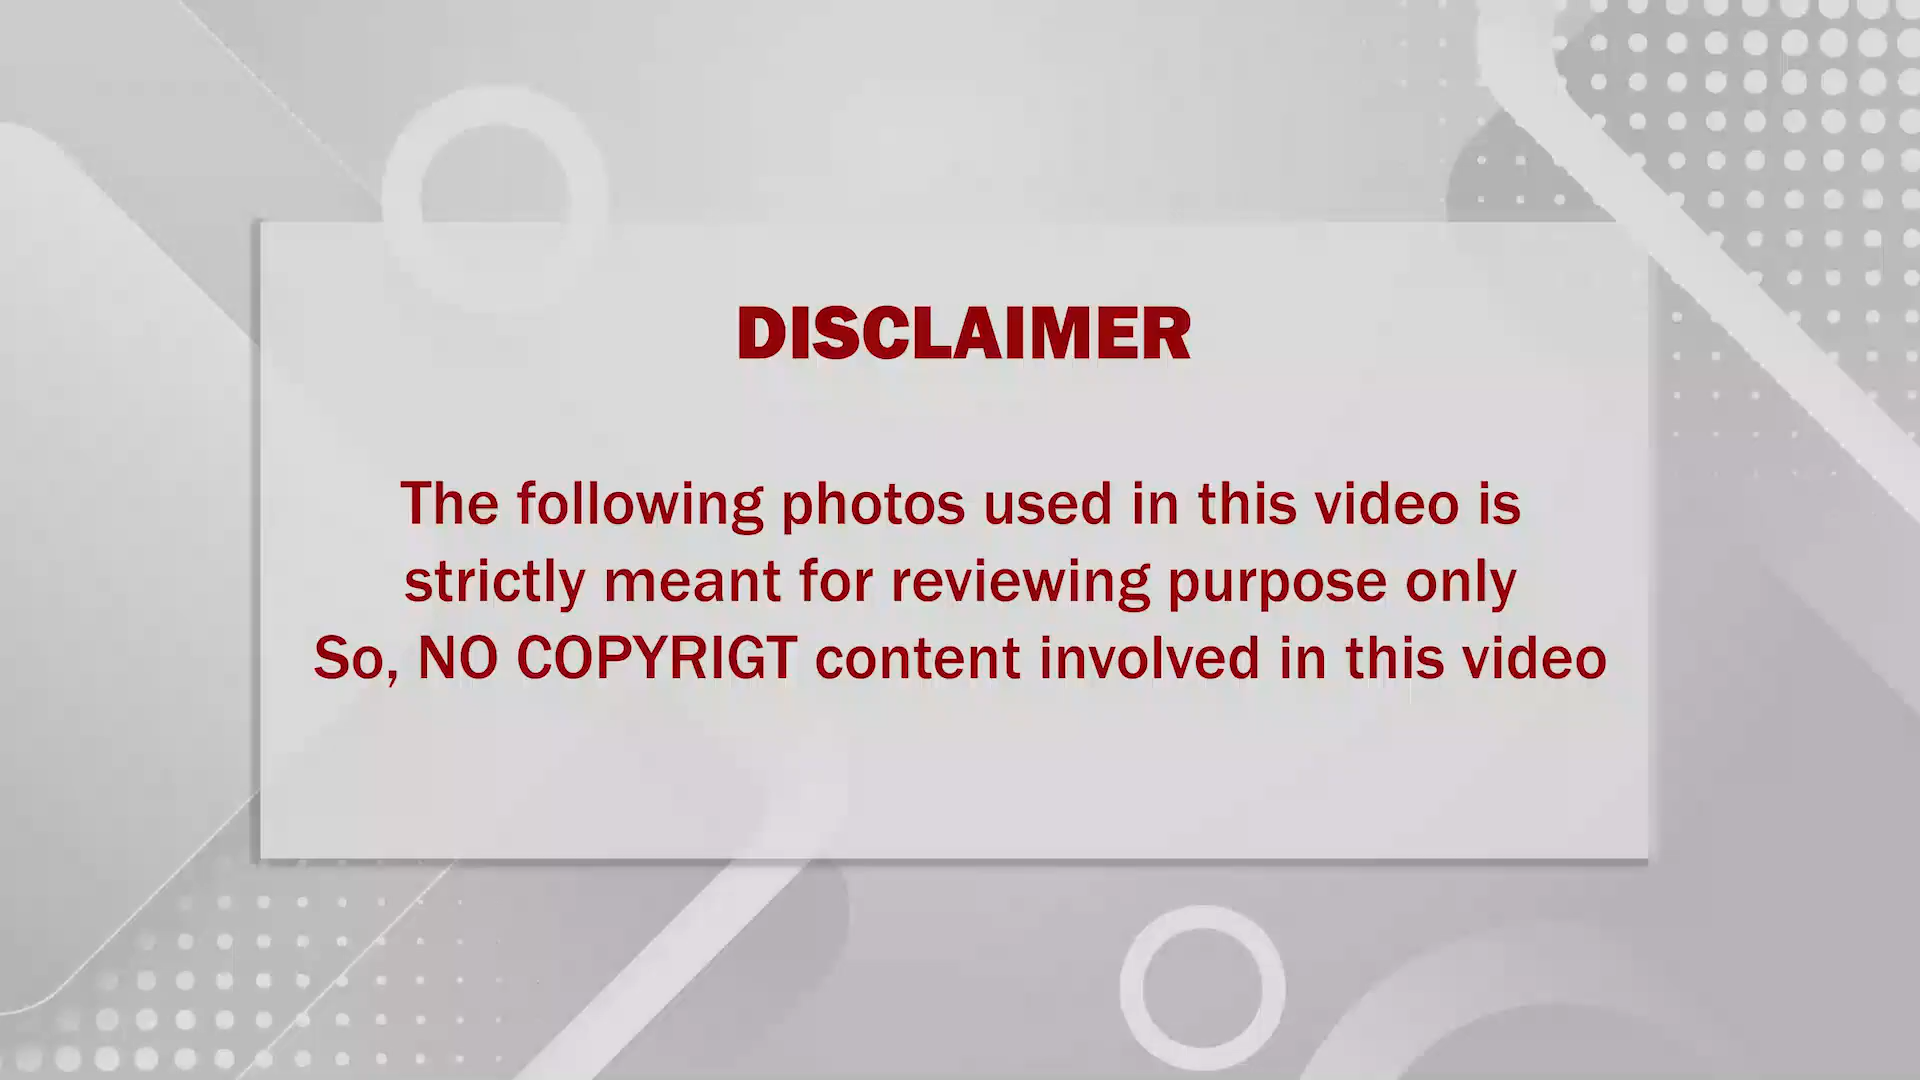 DISCLAIMER
The following photos used in this video is
strictly meant for reviewing purpose only
So, NO COPYRIGT content involved in this video